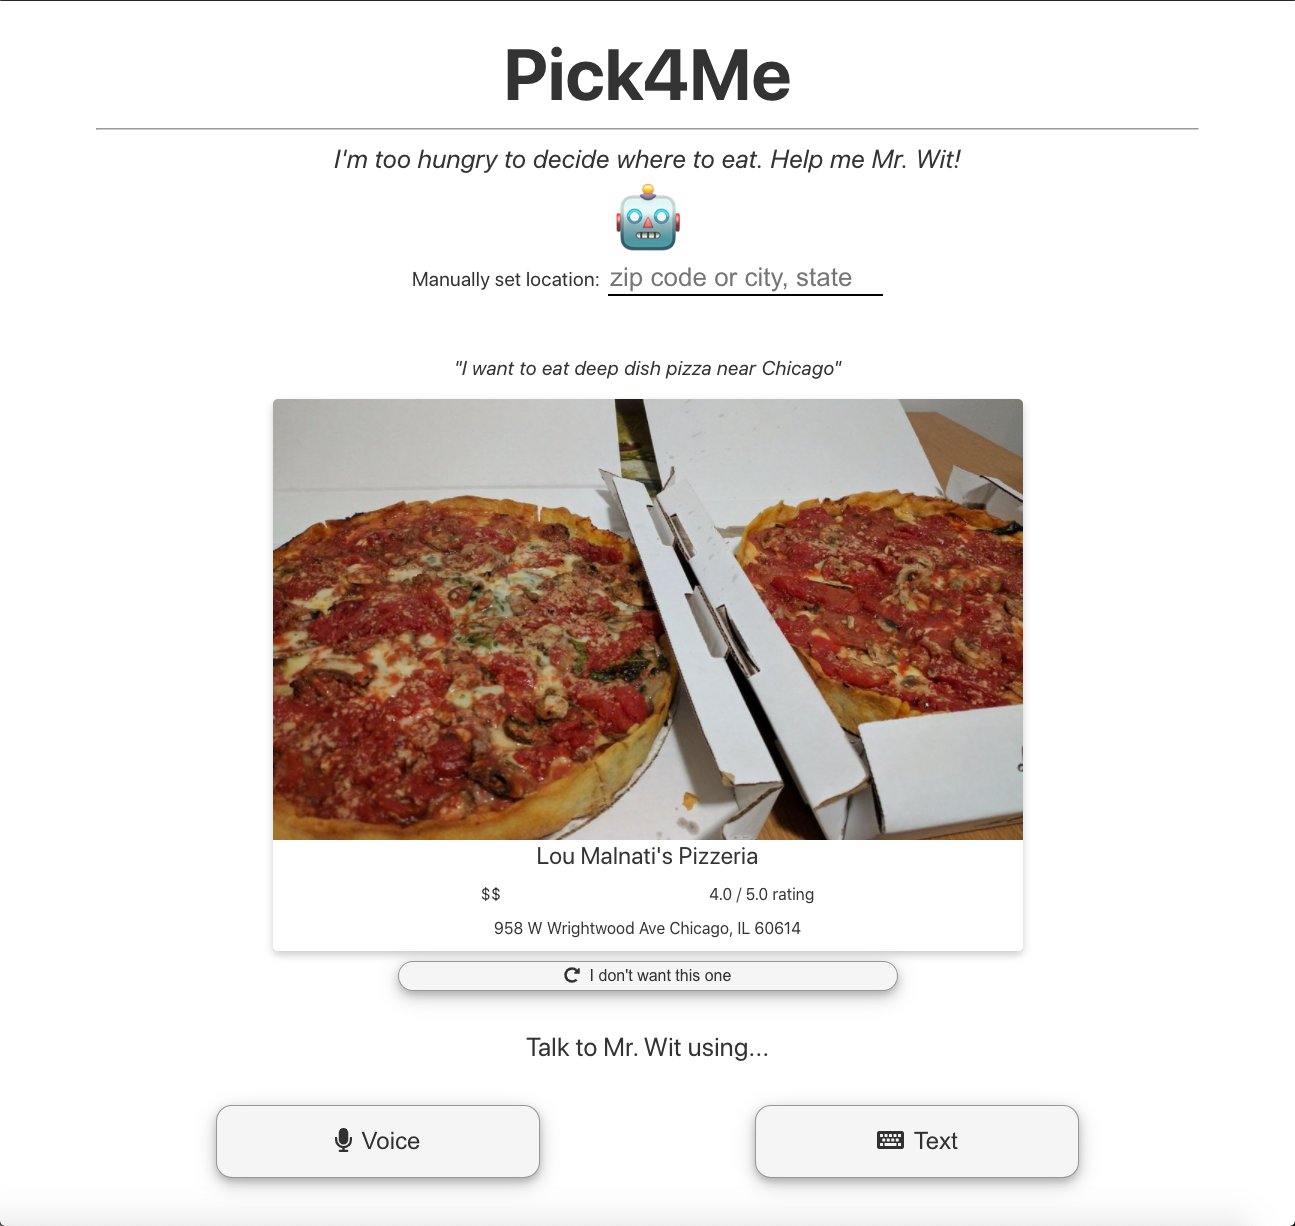 Pick4Me
I'm too hungry to decide where to eat. Help me Mr. Wit!
Manually set location: zip code or city, state
"I want to eat deep dish pizza near Chicago"
Lou Malnati's Pizzeria
$$ 4.0 / 5.0 rating
958 W Wrightwood Ave Chicago, IL 60614
I don't want this one
Talk to Mr. Wit using...
Voice Text